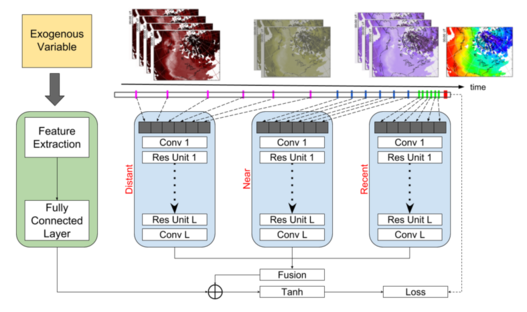 Exogenous
Variable
time
Feature
Extraction
Fully
Connected
Layer
Distant
Conv 1
Res Unit 1
Res Unit L
Conv L
Near
Conv 1
Res Unit 1
Res Unit L
Conv L
Recent
Conv 1
Res Unit 1
Res Unit L
Conv L
Fusion
Tanh
Loss